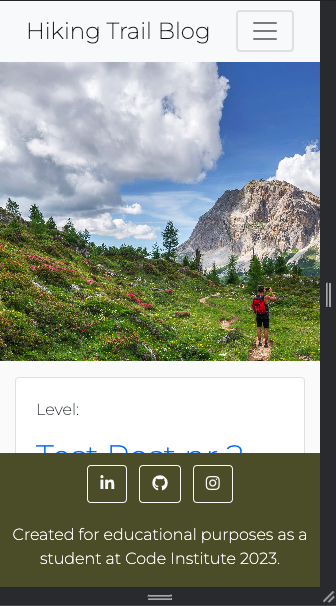 Hiking Trail Blog
Level:
Test Post nr 2
in
Created for educational purposes as a
student at Code Institute 2023.